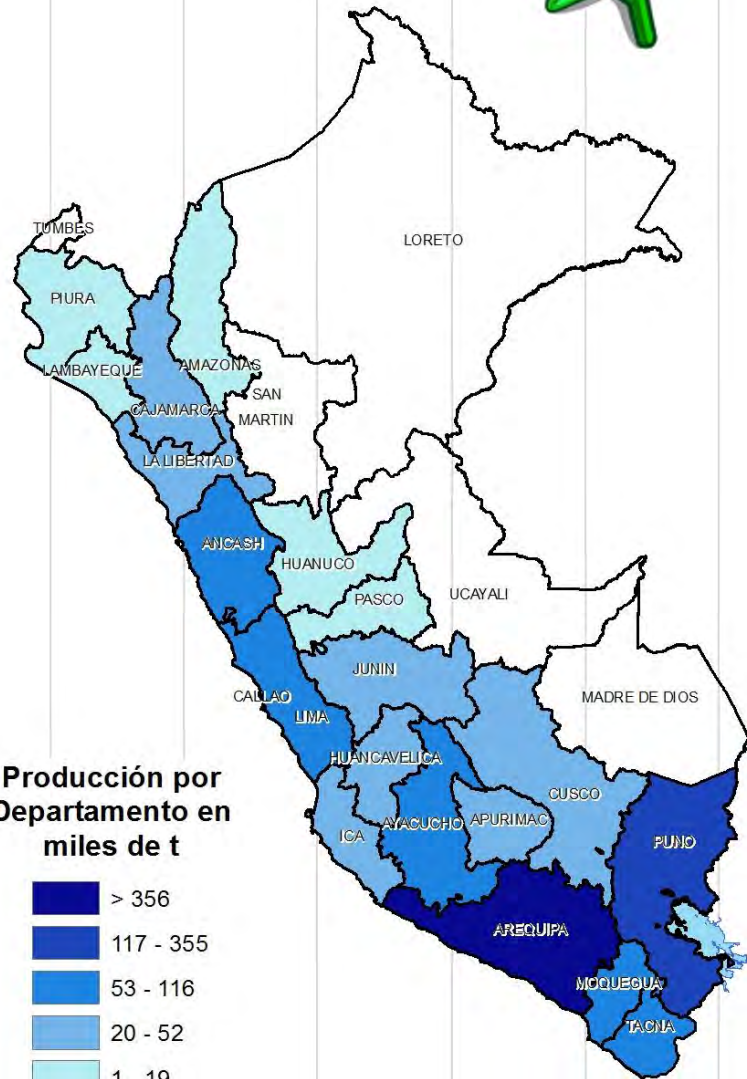 TUMBES
LORETO
PIURA
LAMBAYEQUE
AMAZONAS
SAN
MARTIN
CAJAMARCA
LA LIBERTAD
ANCASH
HUANUCO
PASCO
UCAYALI
JUNIN
MADRE DE DIOS
CALLAO
LIMA
HUANCAVELICA
CUSCO
ICA
AYACUCHO
APURIMAC
PUNO
AREQUIPA
MOQUEGUA
TACNA
Producción por
Departamento en
miles de t
> 356
117 - 355
53 - 116
20 - 52
1 - 19